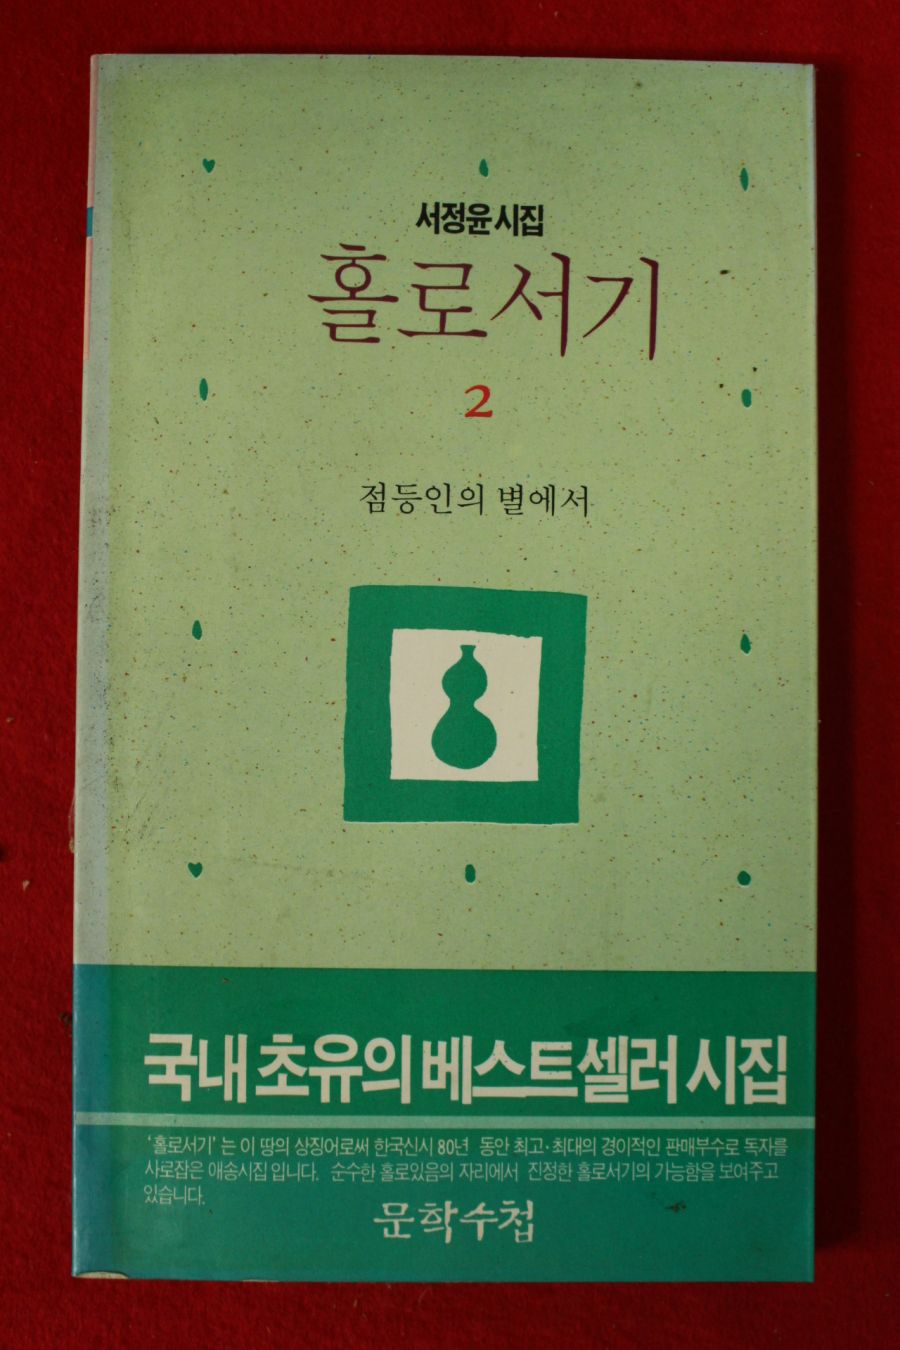 서정윤 시집
홀로서기
2
점등인의 별에서
국내 초유의 베스트셀러 시집
'홀로서기' 는 이 땅의 상징어로써 한국신시 80년 동안 최고·최대의 경이적인 판매부수로 독자를
사로잡은 애송시집 입니다. 순수한 홀로있음의 자리에서 진정한 홀로서기의 가능함을 보여주고
있습니다.
문학수첩